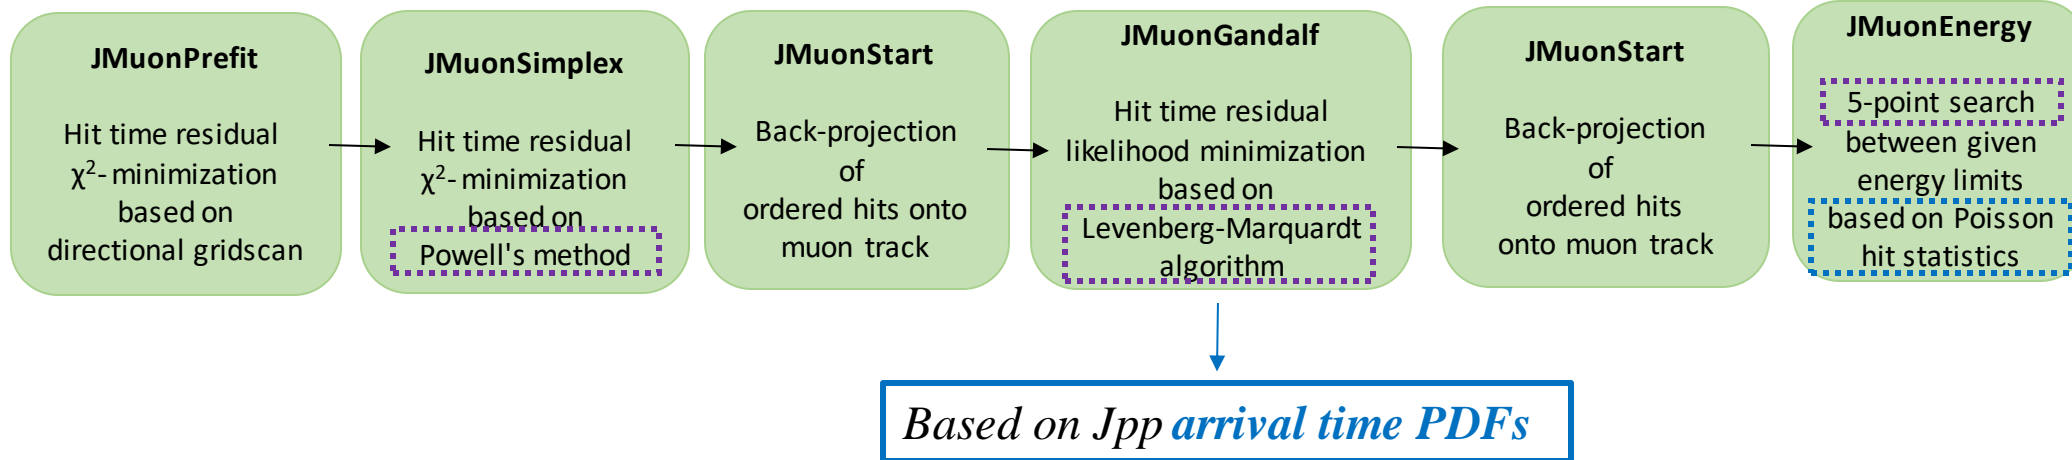 JMuonPrefit
Hit time residual
χ²- minimization
based on
directional gridscan
JMuonSimplex
Hit time residual
χ²- minimization
based on
Powell's method
JMuonStart
Back-projection
of
ordered hits onto
muon track
JMuonGandalf
Hit time residual
likelihood minimization
based on
Levenberg-Marquardt
algorithm
JMuonStart
Back-projection
of
ordered hits
onto muon track
JMuonEnergy
5-point search
between given
energy limits
based on Poisson
hit statistics
Based on Jpp arrival time PDFs